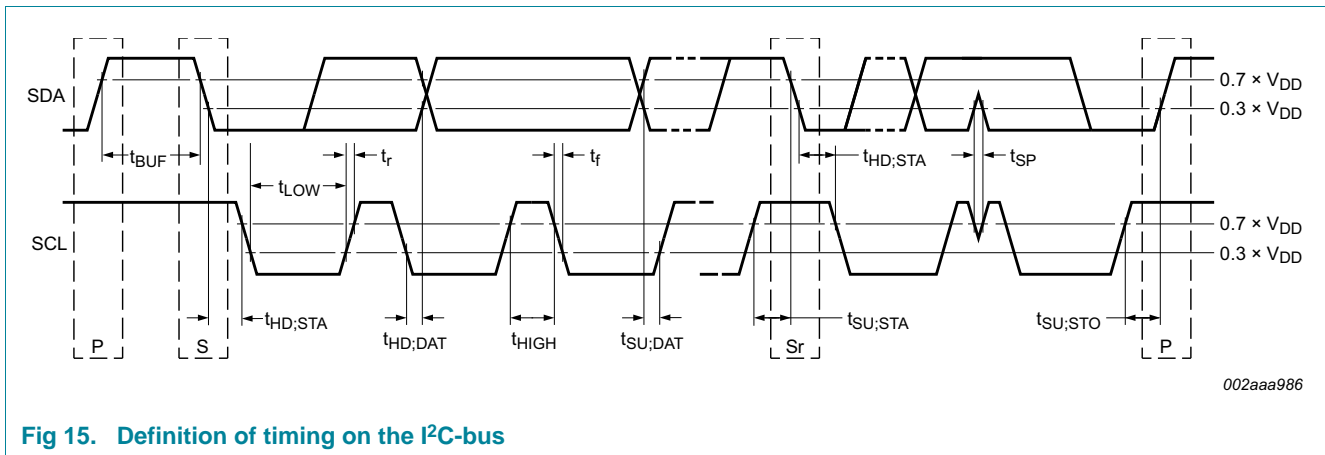 SDA
0.7 × VDD
0.3 × VDD
tBUF
tLOW
tr
tf
tHD;STA
tSP
SCL
0.7 × VDD
0.3 × VDD
tHD;STA
tHD;DAT
tHIGH
tSU;DAT
tSU;STA
tSU;STO
P
S
Sr
P
002aaa986
Fig 15. Definition of timing on the I²C-bus